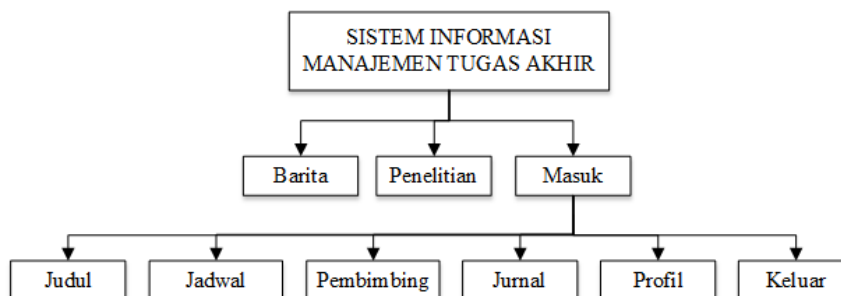 SISTEM INFORMASI
MANAJEMEN TUGAS AKHIR
Barita
Penelitian
Masuk
Judul
Jadwal
Pembimbing
Jurnal
Profil
Keluar